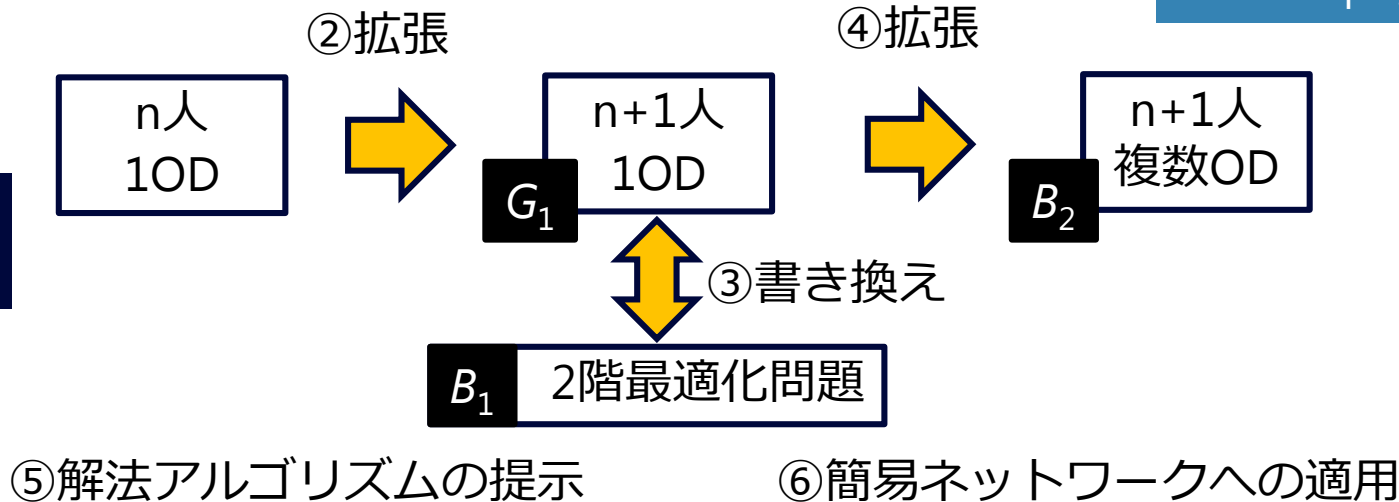 ②拡張
④拡張
n人
1OD
n+1人
1OD
G1
n+1人
複数OD
B2
③書き換え
B1
2階最適化問題
⑤解法アルゴリズムの提示
⑥簡易ネットワークへの適用